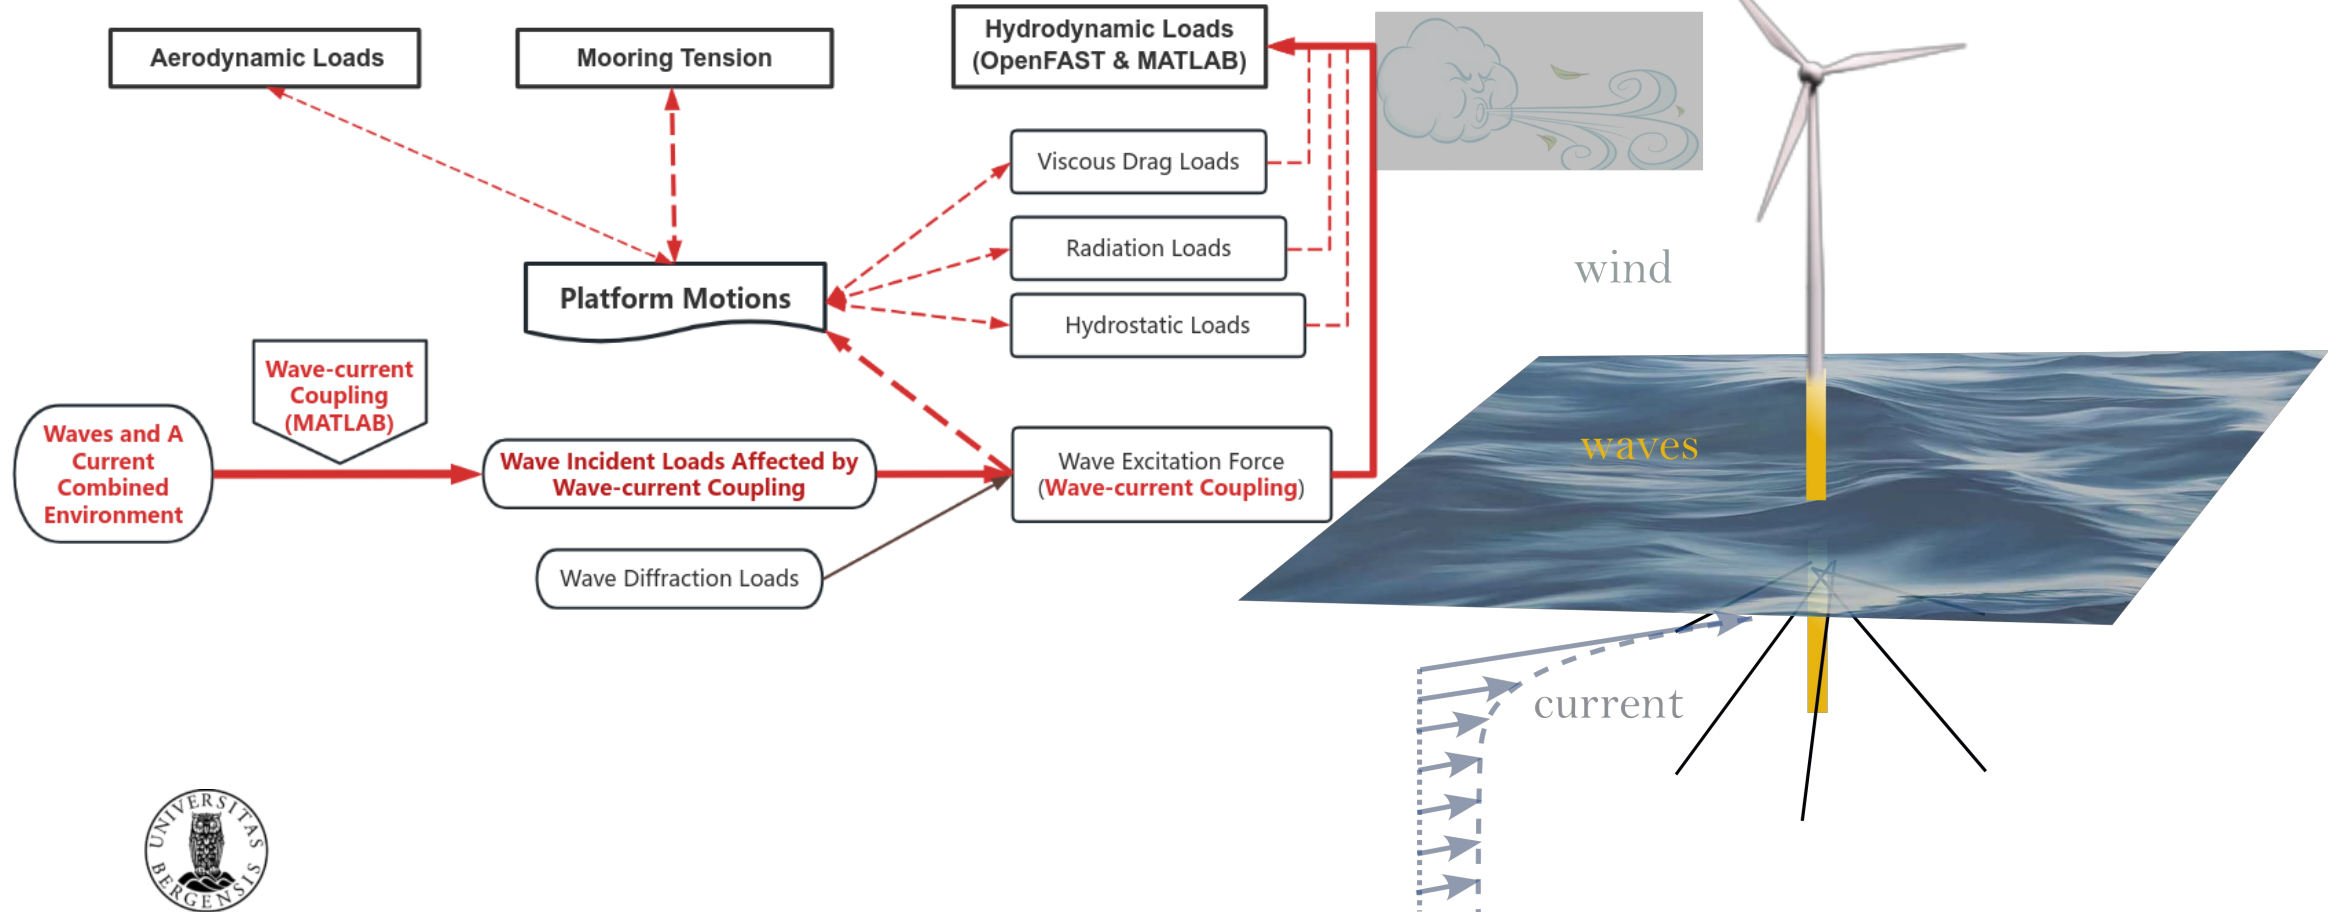 Aerodynamic Loads
Mooring Tension
Hydrodynamic Loads
(OpenFAST & MATLAB)
Viscous Drag Loads
Radiation Loads
Hydrostatic Loads
Platform Motions
Wave-current
Coupling
(MATLAB)
Waves and A
Current
Combined
Environment
Wave Incident Loads Affected by
Wave-current Coupling
Wave Excitation Force
(Wave-current Coupling)
Wave Diffraction Loads
wind
waves
current
UNIVERSITAS
BERGENSIS